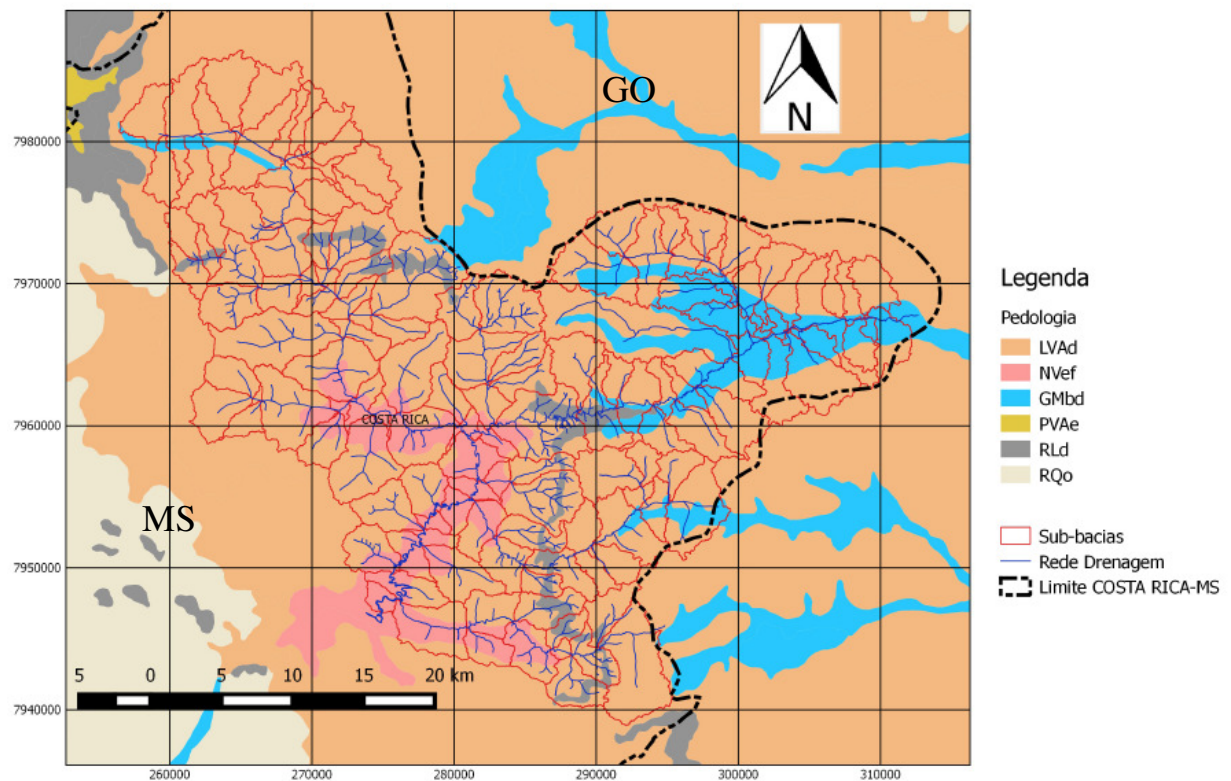 GO
N
7980000
7970000
7960000
7950000
7940000
COSTA RICA
MS
5 0 5 10 15 20 km
260000 270000 280000 290000 300000 310000
Legenda
Pedologia
LVAd
NVef
GMbd
PVAe
RLd
RQo
Sub-bacias
Rede Drenagem
Limite COSTA RICA-MS